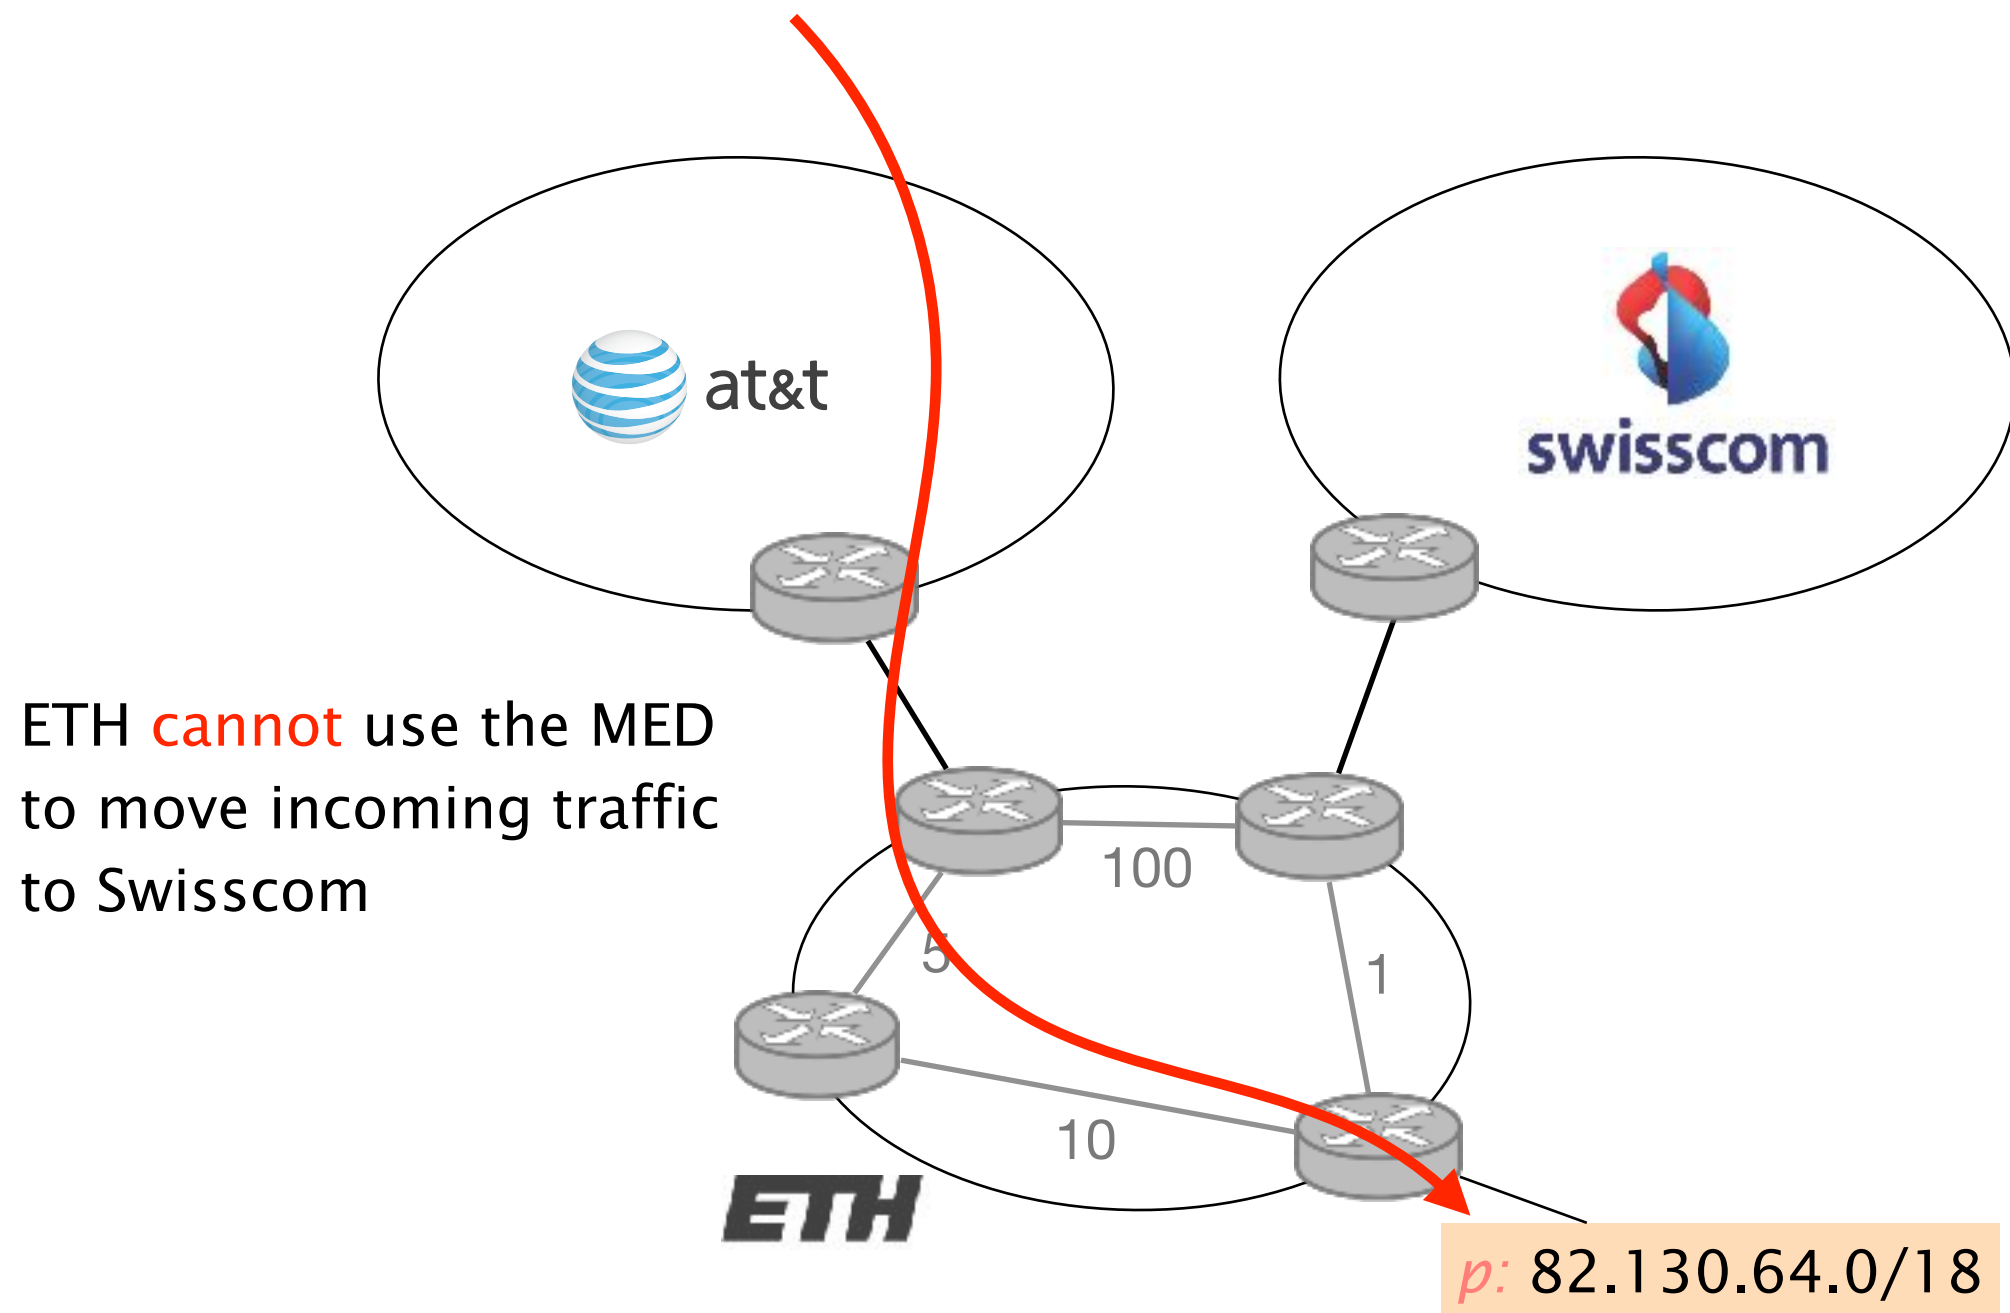 at&t
swisscom
ETH cannot use the MED
to move incoming traffic
to Swisscom
100
5
1
10
ETH
p: 82.130.64.0/18